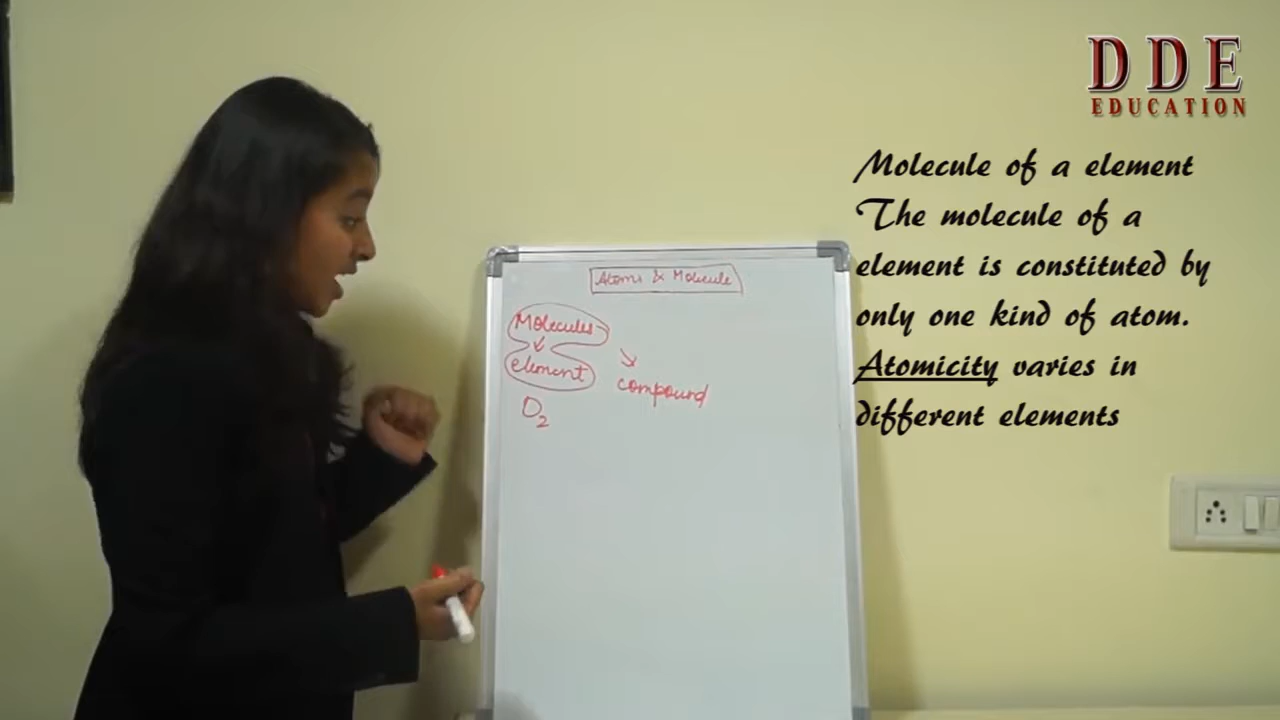 DDE
EDUCATION
Molecule of a element
The molecule of a
element is constituted by
only one kind of atom.
Atomicity varies in
different elements
Atoms & Molecule
Molecules
element
compound
O2